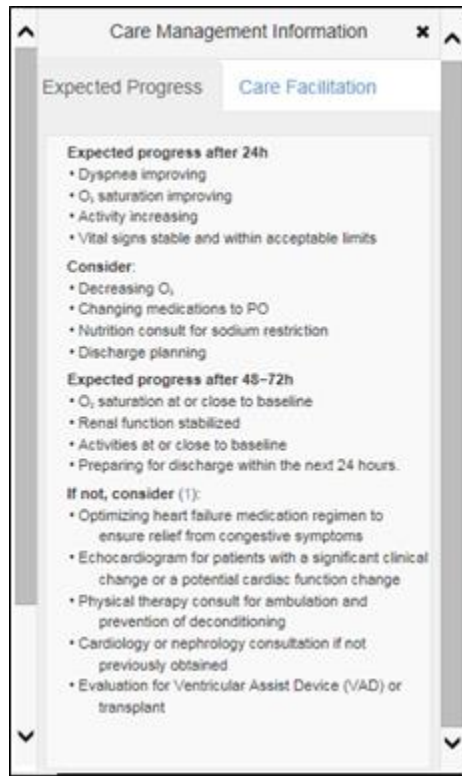 Care Management Information ×
Expected Progress Care Facilitation
Expected progress after 24h
• Dyspnea improving
• O₂ saturation improving
• Activity increasing
• Vital signs stable and within acceptable limits
Consider:
• Decreasing O₂
• Changing medications to PO
• Nutrition consult for sodium restriction
• Discharge planning
Expected progress after 48–72h
• O₂ saturation at or close to baseline
• Renal function stabilized
• Activities at or close to baseline
• Preparing for discharge within the next 24 hours.
If not, consider (1):
• Optimizing heart failure medication regimen to
ensure relief from congestive symptoms
• Echocardiogram for patients with a significant clinical
change or a potential cardiac function change
• Physical therapy consult for ambulation and
prevention of deconditioning
• Cardiology or nephrology consultation if not
previously obtained
• Evaluation for Ventricular Assist Device (VAD) or
transplant